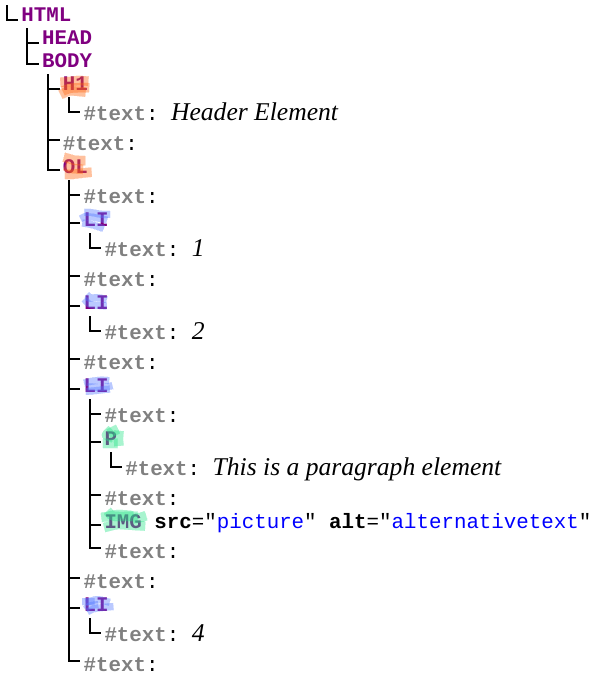 HTML
HEAD
BODY
H1
#text: Header Element
#text:
OL
#text:
LI
#text: 1
#text:
LI
#text: 2
#text:
LI
#text:
P
#text: This is a paragraph element
#text:
IMG src="picture" alt="alternativetext"
#text:
#text:
LI
#text: 4
#text: